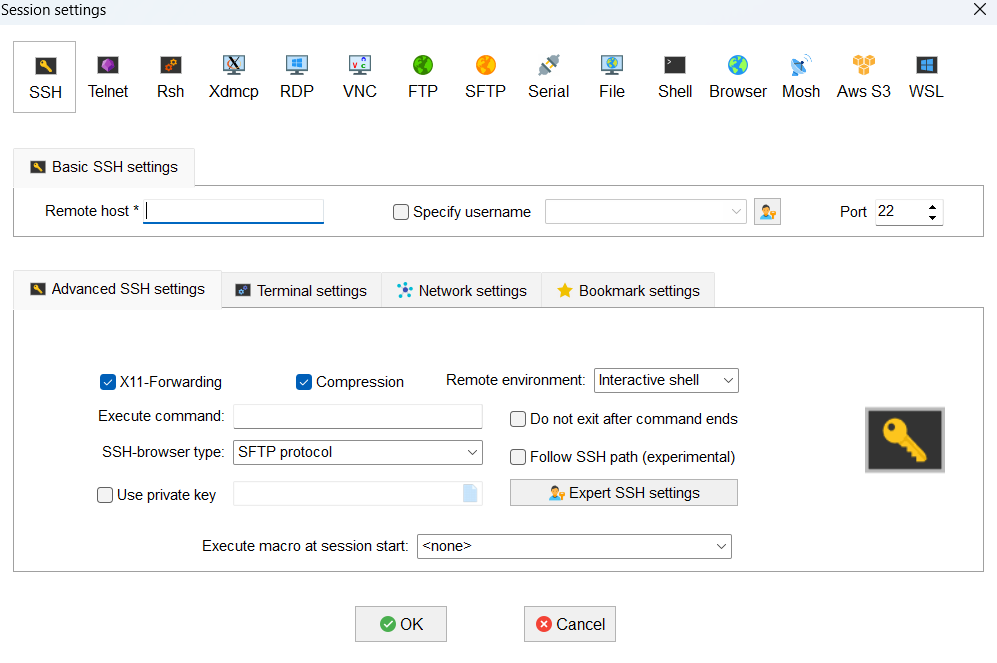 Session settings
SSH Telnet Rsh Xdmcp RDP VNC FTP SFTP Serial File Shell Browser Mosh Aws S3 WSL
Basic SSH settings
Remote host * Specify username Port 22
Advanced SSH settings Terminal settings Network settings Bookmark settings
X11-Forwarding Compression Remote environment: Interactive shell
Execute command: Do not exit after command ends
SSH-browser type: SFTP protocol Follow SSH path (experimental)
Use private key Expert SSH settings
Execute macro at session start: <none>
OK Cancel